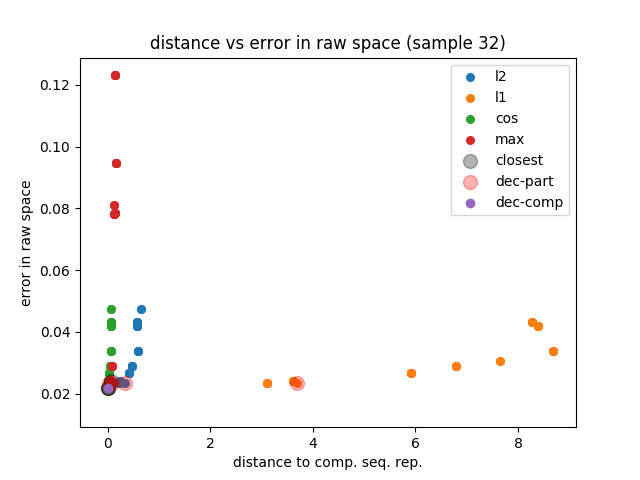 distance vs error in raw space (sample 32)
error in raw space
0.12
0.10
0.08
0.06
0.04
0.02
l2
l1
cos
max
closest
dec-part
dec-comp
0
2
4
6
8
distance to comp. seq. rep.